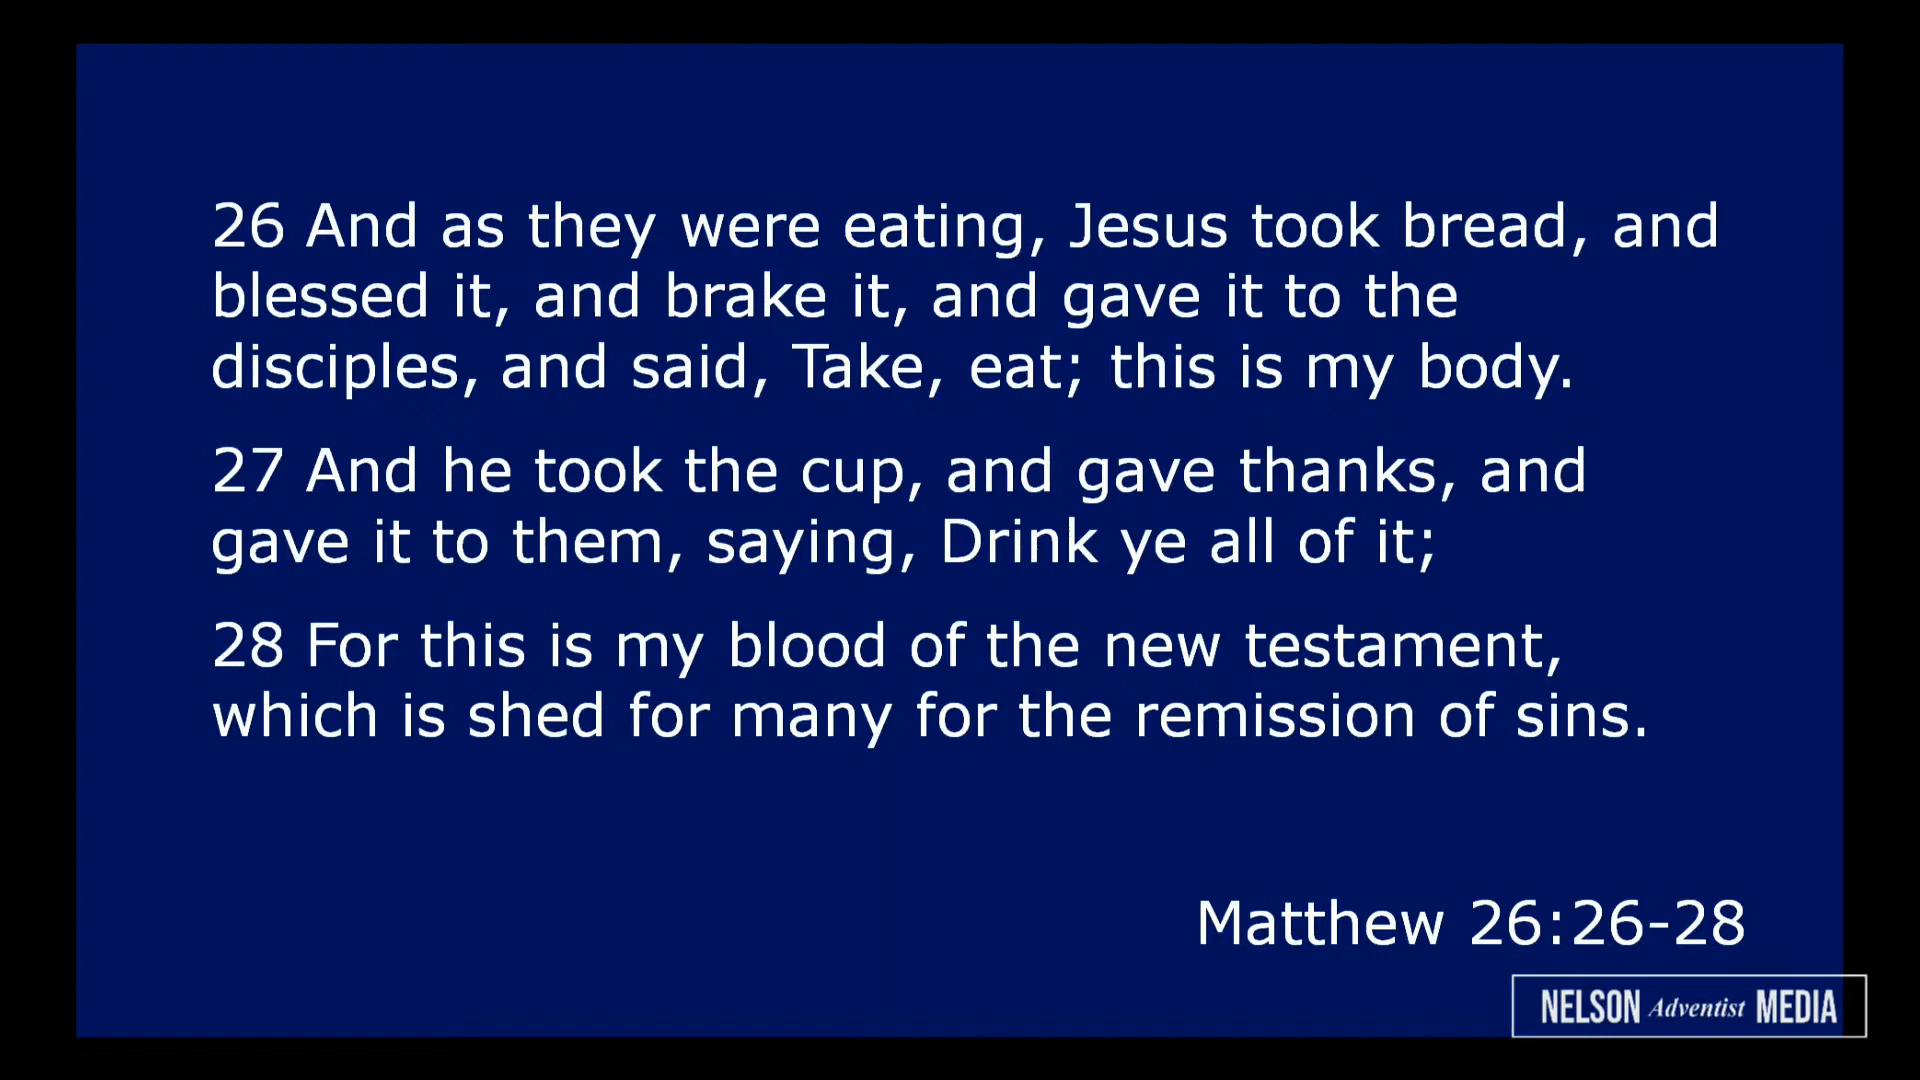 26 And as they were eating, Jesus took bread, and
blessed it, and brake it, and gave it to the
disciples, and said, Take, eat; this is my body.
27 And he took the cup, and gave thanks, and
gave it to them, saying, Drink ye all of it;
28 For this is my blood of the new testament,
which is shed for many for the remission of sins.
Matthew 26:26-28
NELSON Adventist MEDIA